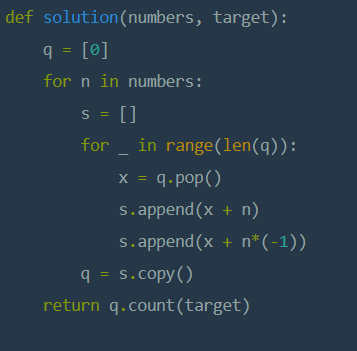 def solution(numbers, target):
    q = [0]
    for n in numbers:
        s = []
        for _ in range(len(q)):
            x = q.pop()
            s.append(x + n)
            s.append(x + n*(-1))
        q = s.copy()
    return q.count(target)